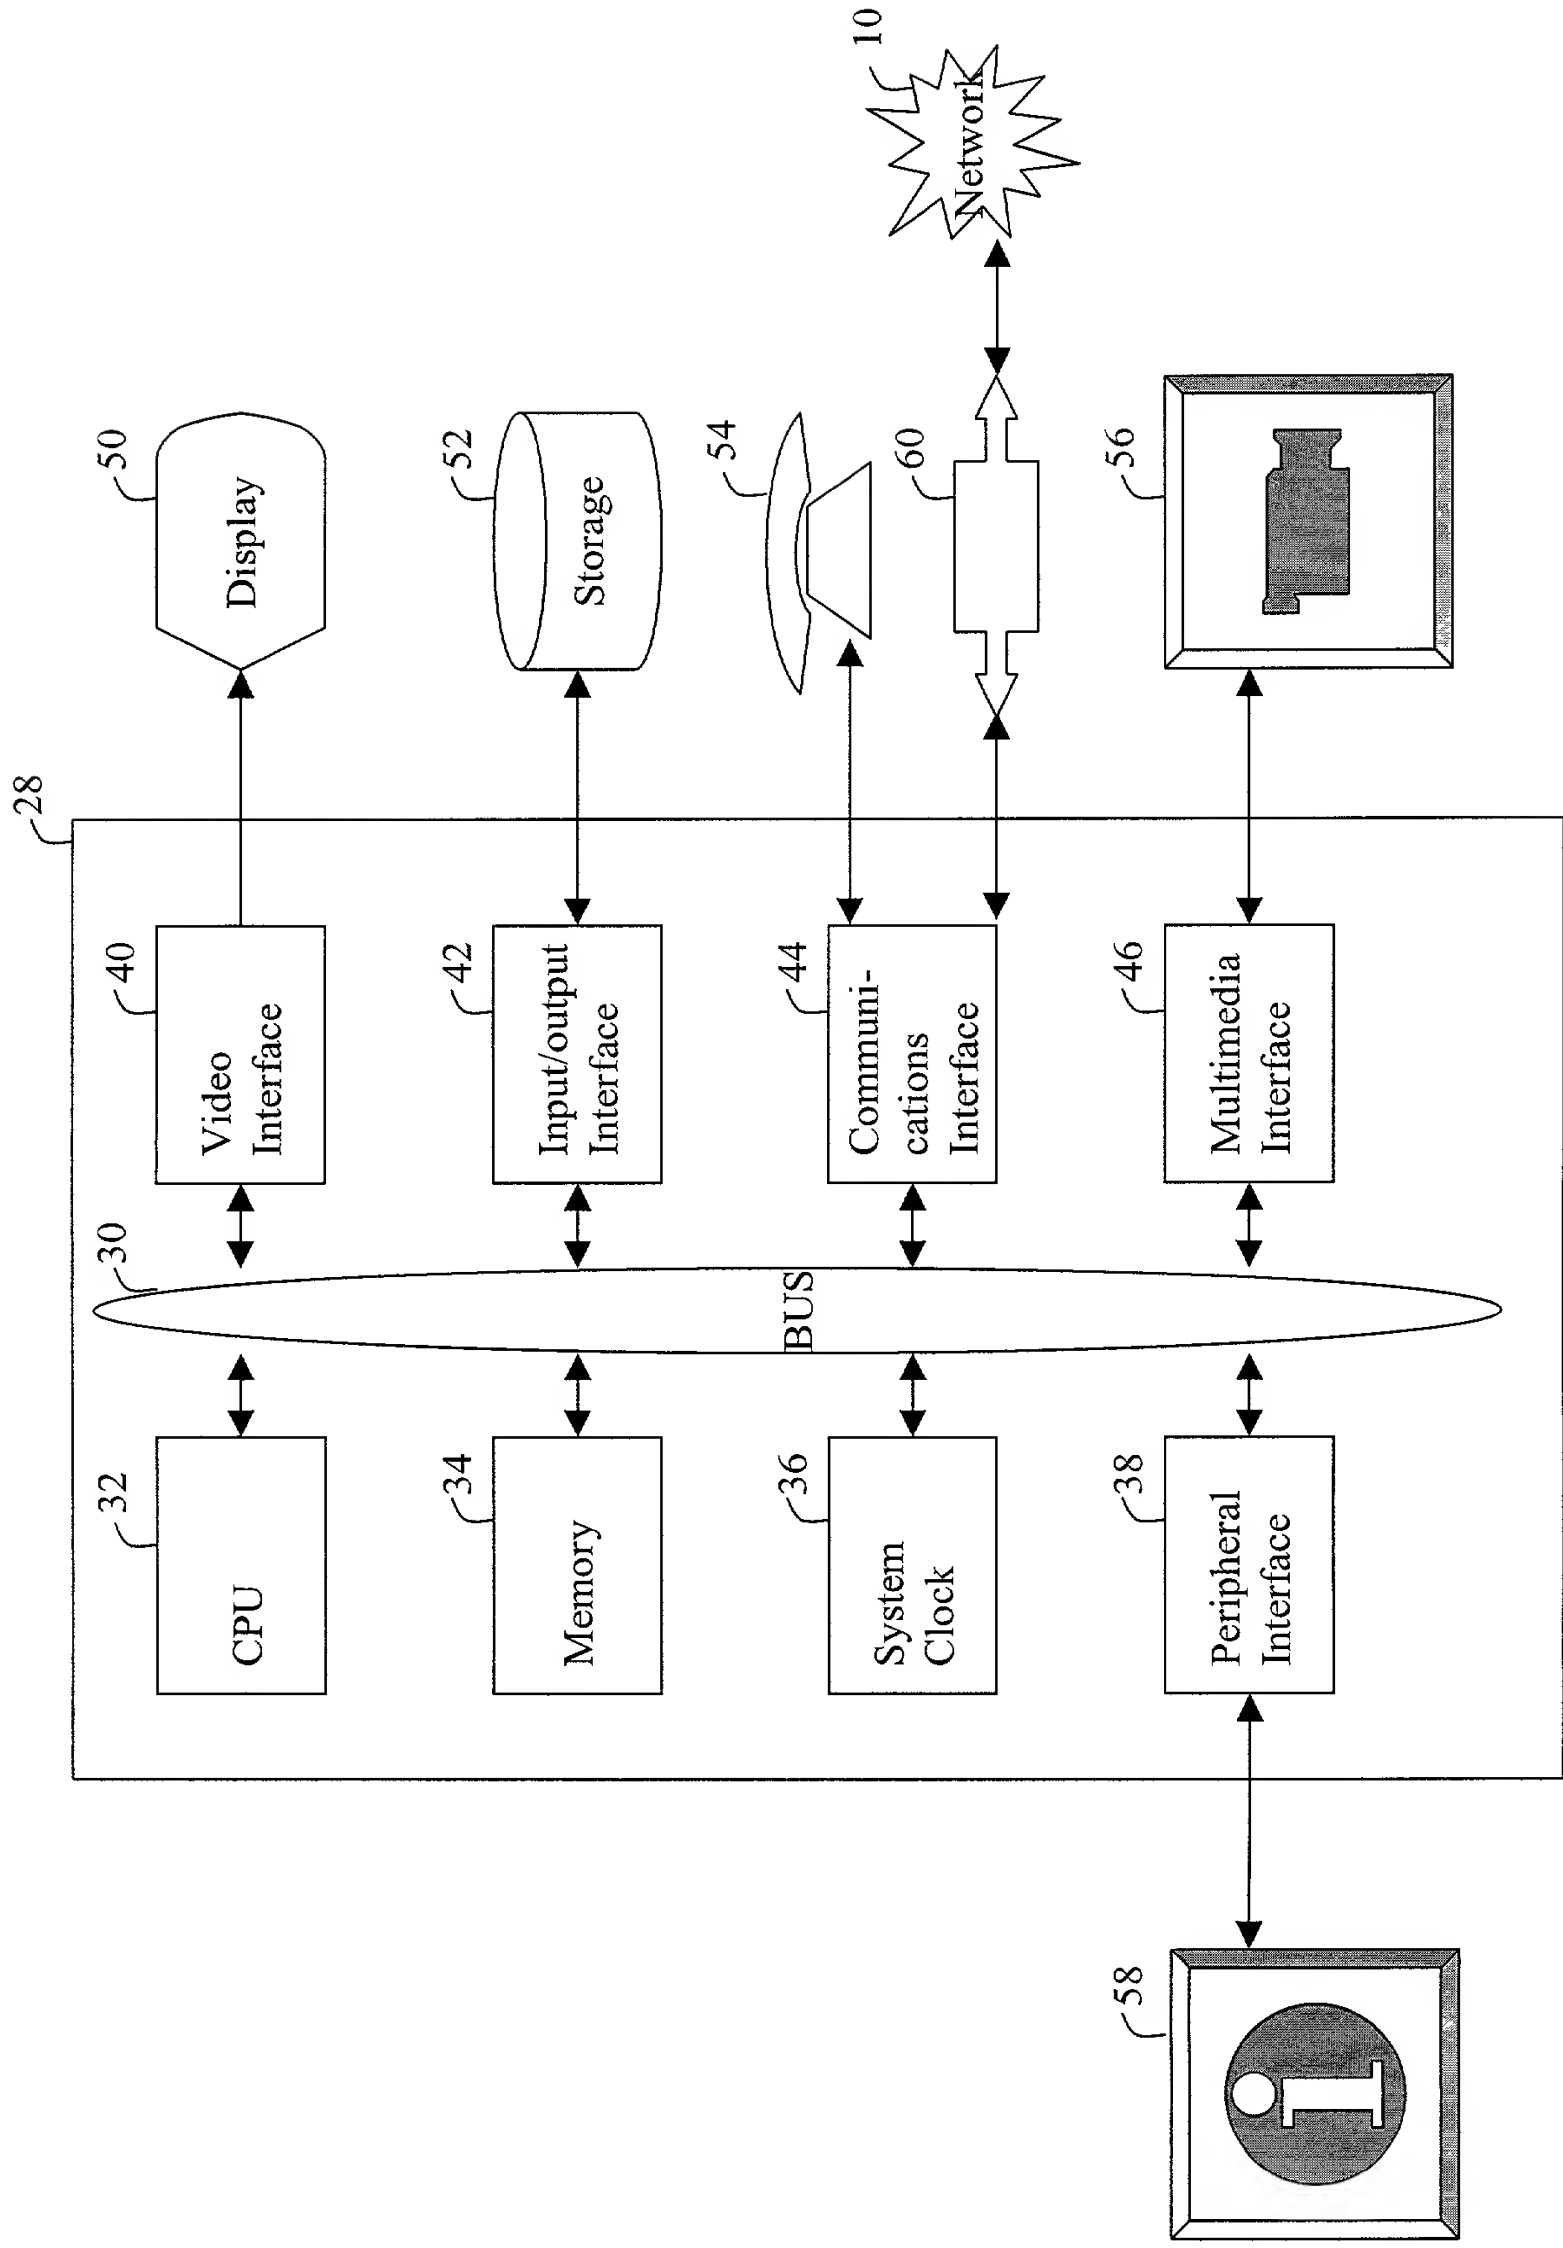 28
32
CPU
30
BUS
40
Video
Interface
50
Display
34
Memory
42
Input/output
Interface
52
Storage
36
System
Clock
44
Communi-
cations
Interface
54
60
10
Network
58
i
38
Peripheral
Interface
46
Multimedia
Interface
56